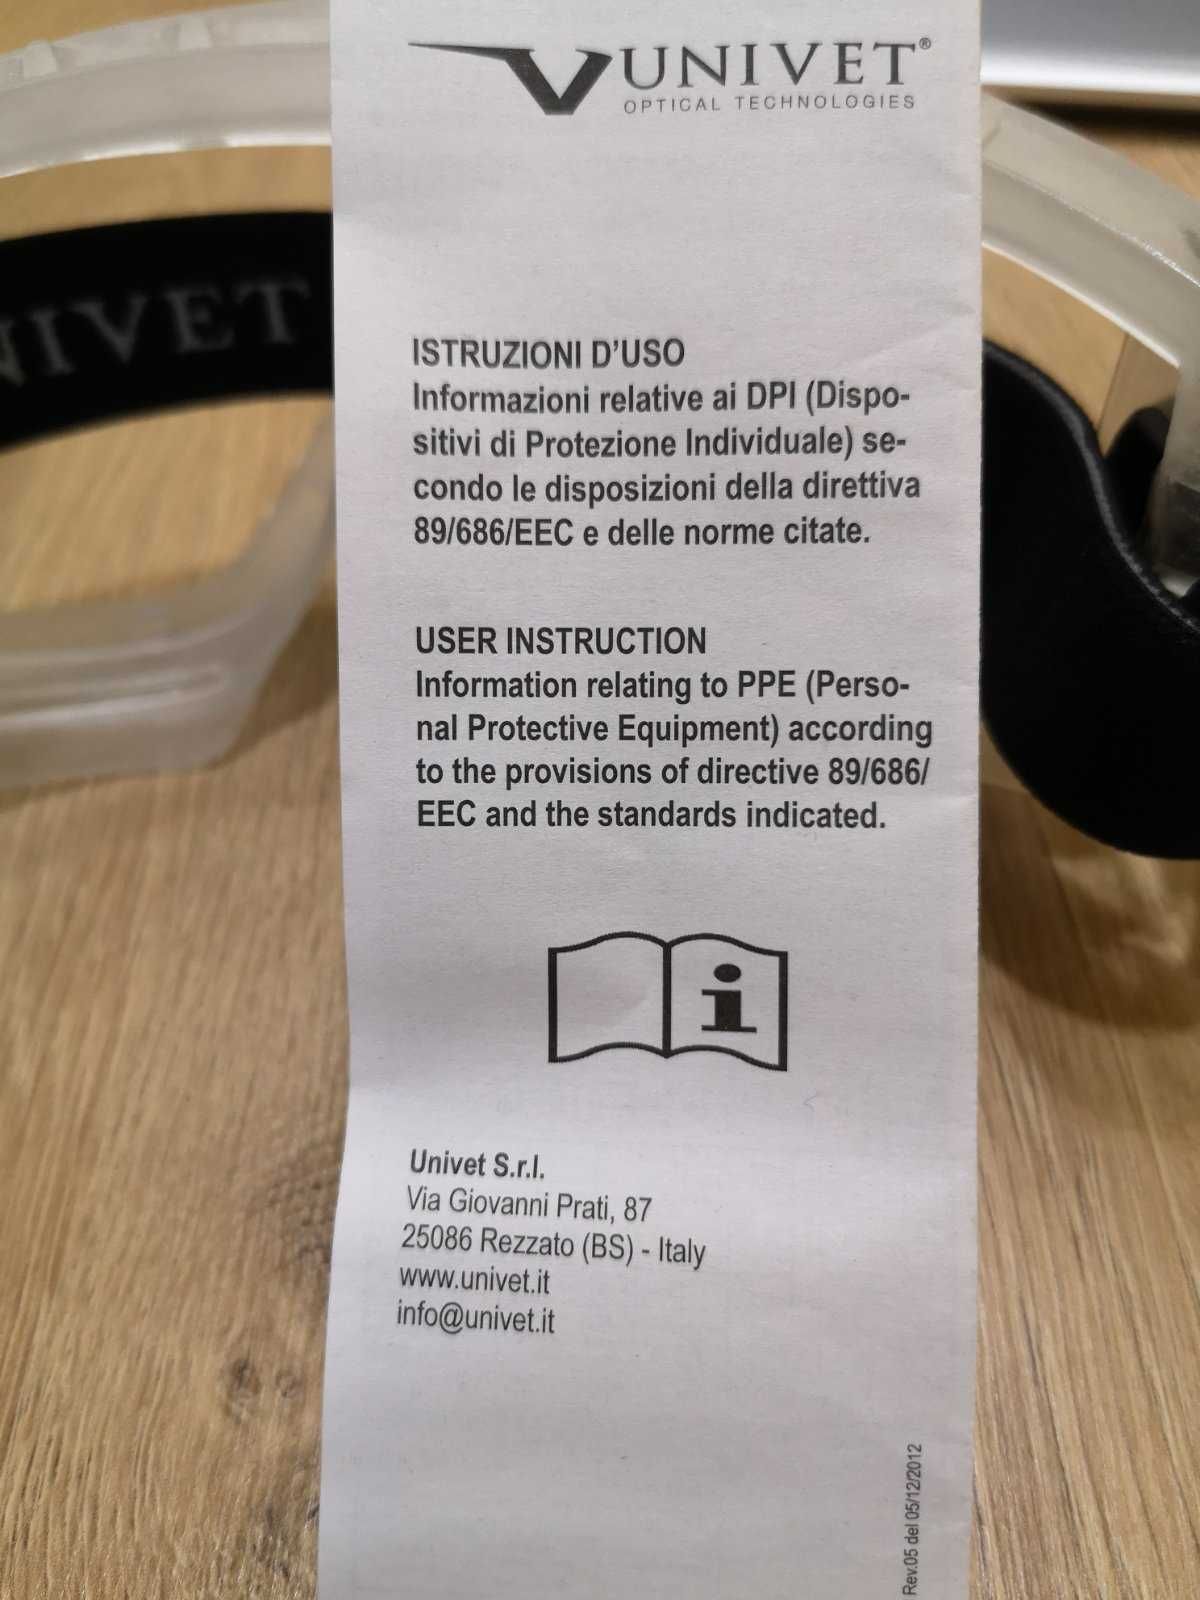 UNIVET®
OPTICAL TECHNOLOGIES
NIVET
ISTRUZIONI D'USO
Informazioni relative ai DPI (Dispo-
sitivi di Protezione Individuale) se-
condo le disposizioni della direttiva
89/686/EEC e delle norme citate.
USER INSTRUCTION
Information relating to PPE (Perso-
nal Protective Equipment) according
to the provisions of directive 89/686/
EEC and the standards indicated.
i
Univet S.r.l.
Via Giovanni Prati, 87
25086 Rezzato (BS) - Italy
www.univet.it
info@univet.it
Rev.05 del 05/12/2012